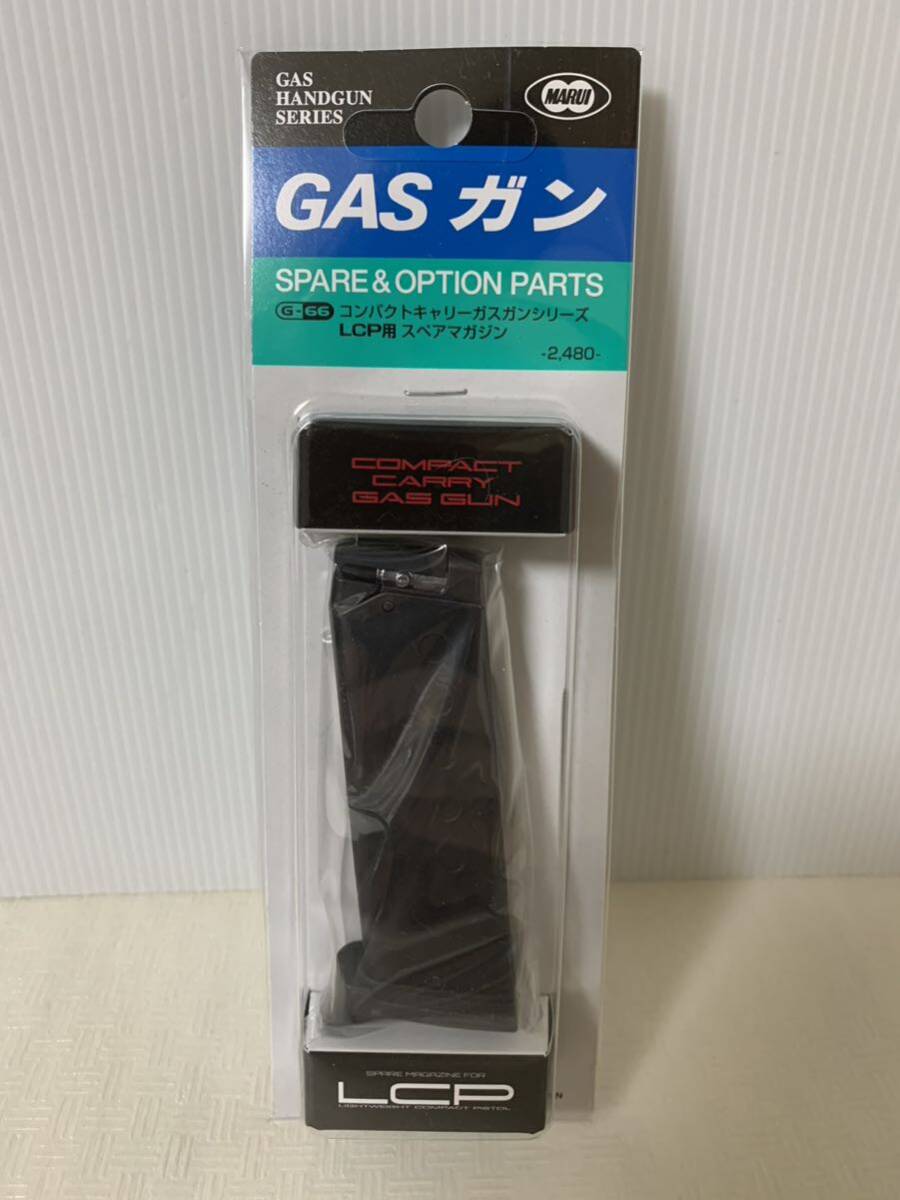 GAS
HANDGUN
SERIES
MARUI
GAS ガン
SPARE & OPTION PARTS
G-66 コンパクトキャリーガスガンシリーズ
LCP用 スペアマガジン
-2,480-
COMPACT
CARRY
GAS GUN
SPARE MAGAZINE FOR
LCP
LIGHTWEIGHT COMPACT PISTOL